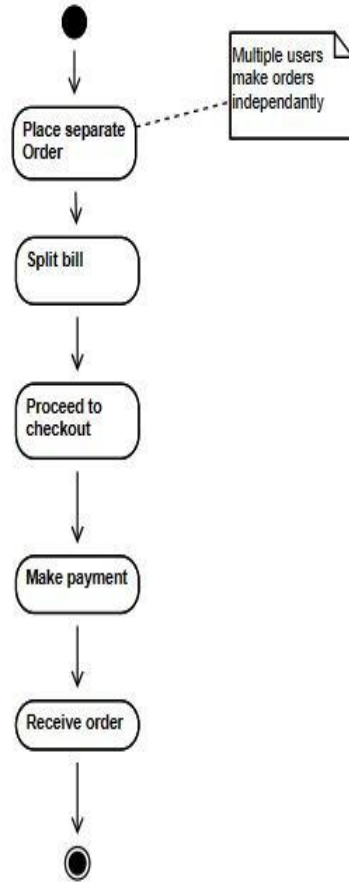 Multiple users
make orders
independantly
Place separate
Order
Split bill
Proceed to
checkout
Make payment
Receive order